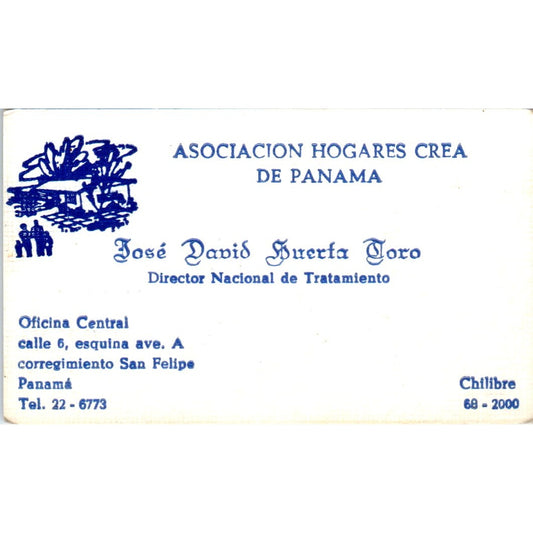 ASOCIACION HOGARES CREA
DE PANAMA
José David Huerta Toro
Director Nacional de Tratamiento
Oficina Central
calle 6, esquina ave. A
corregimiento San Felipe
Panamá
Tel. 22 - 6773
Chilibre
68 - 2000